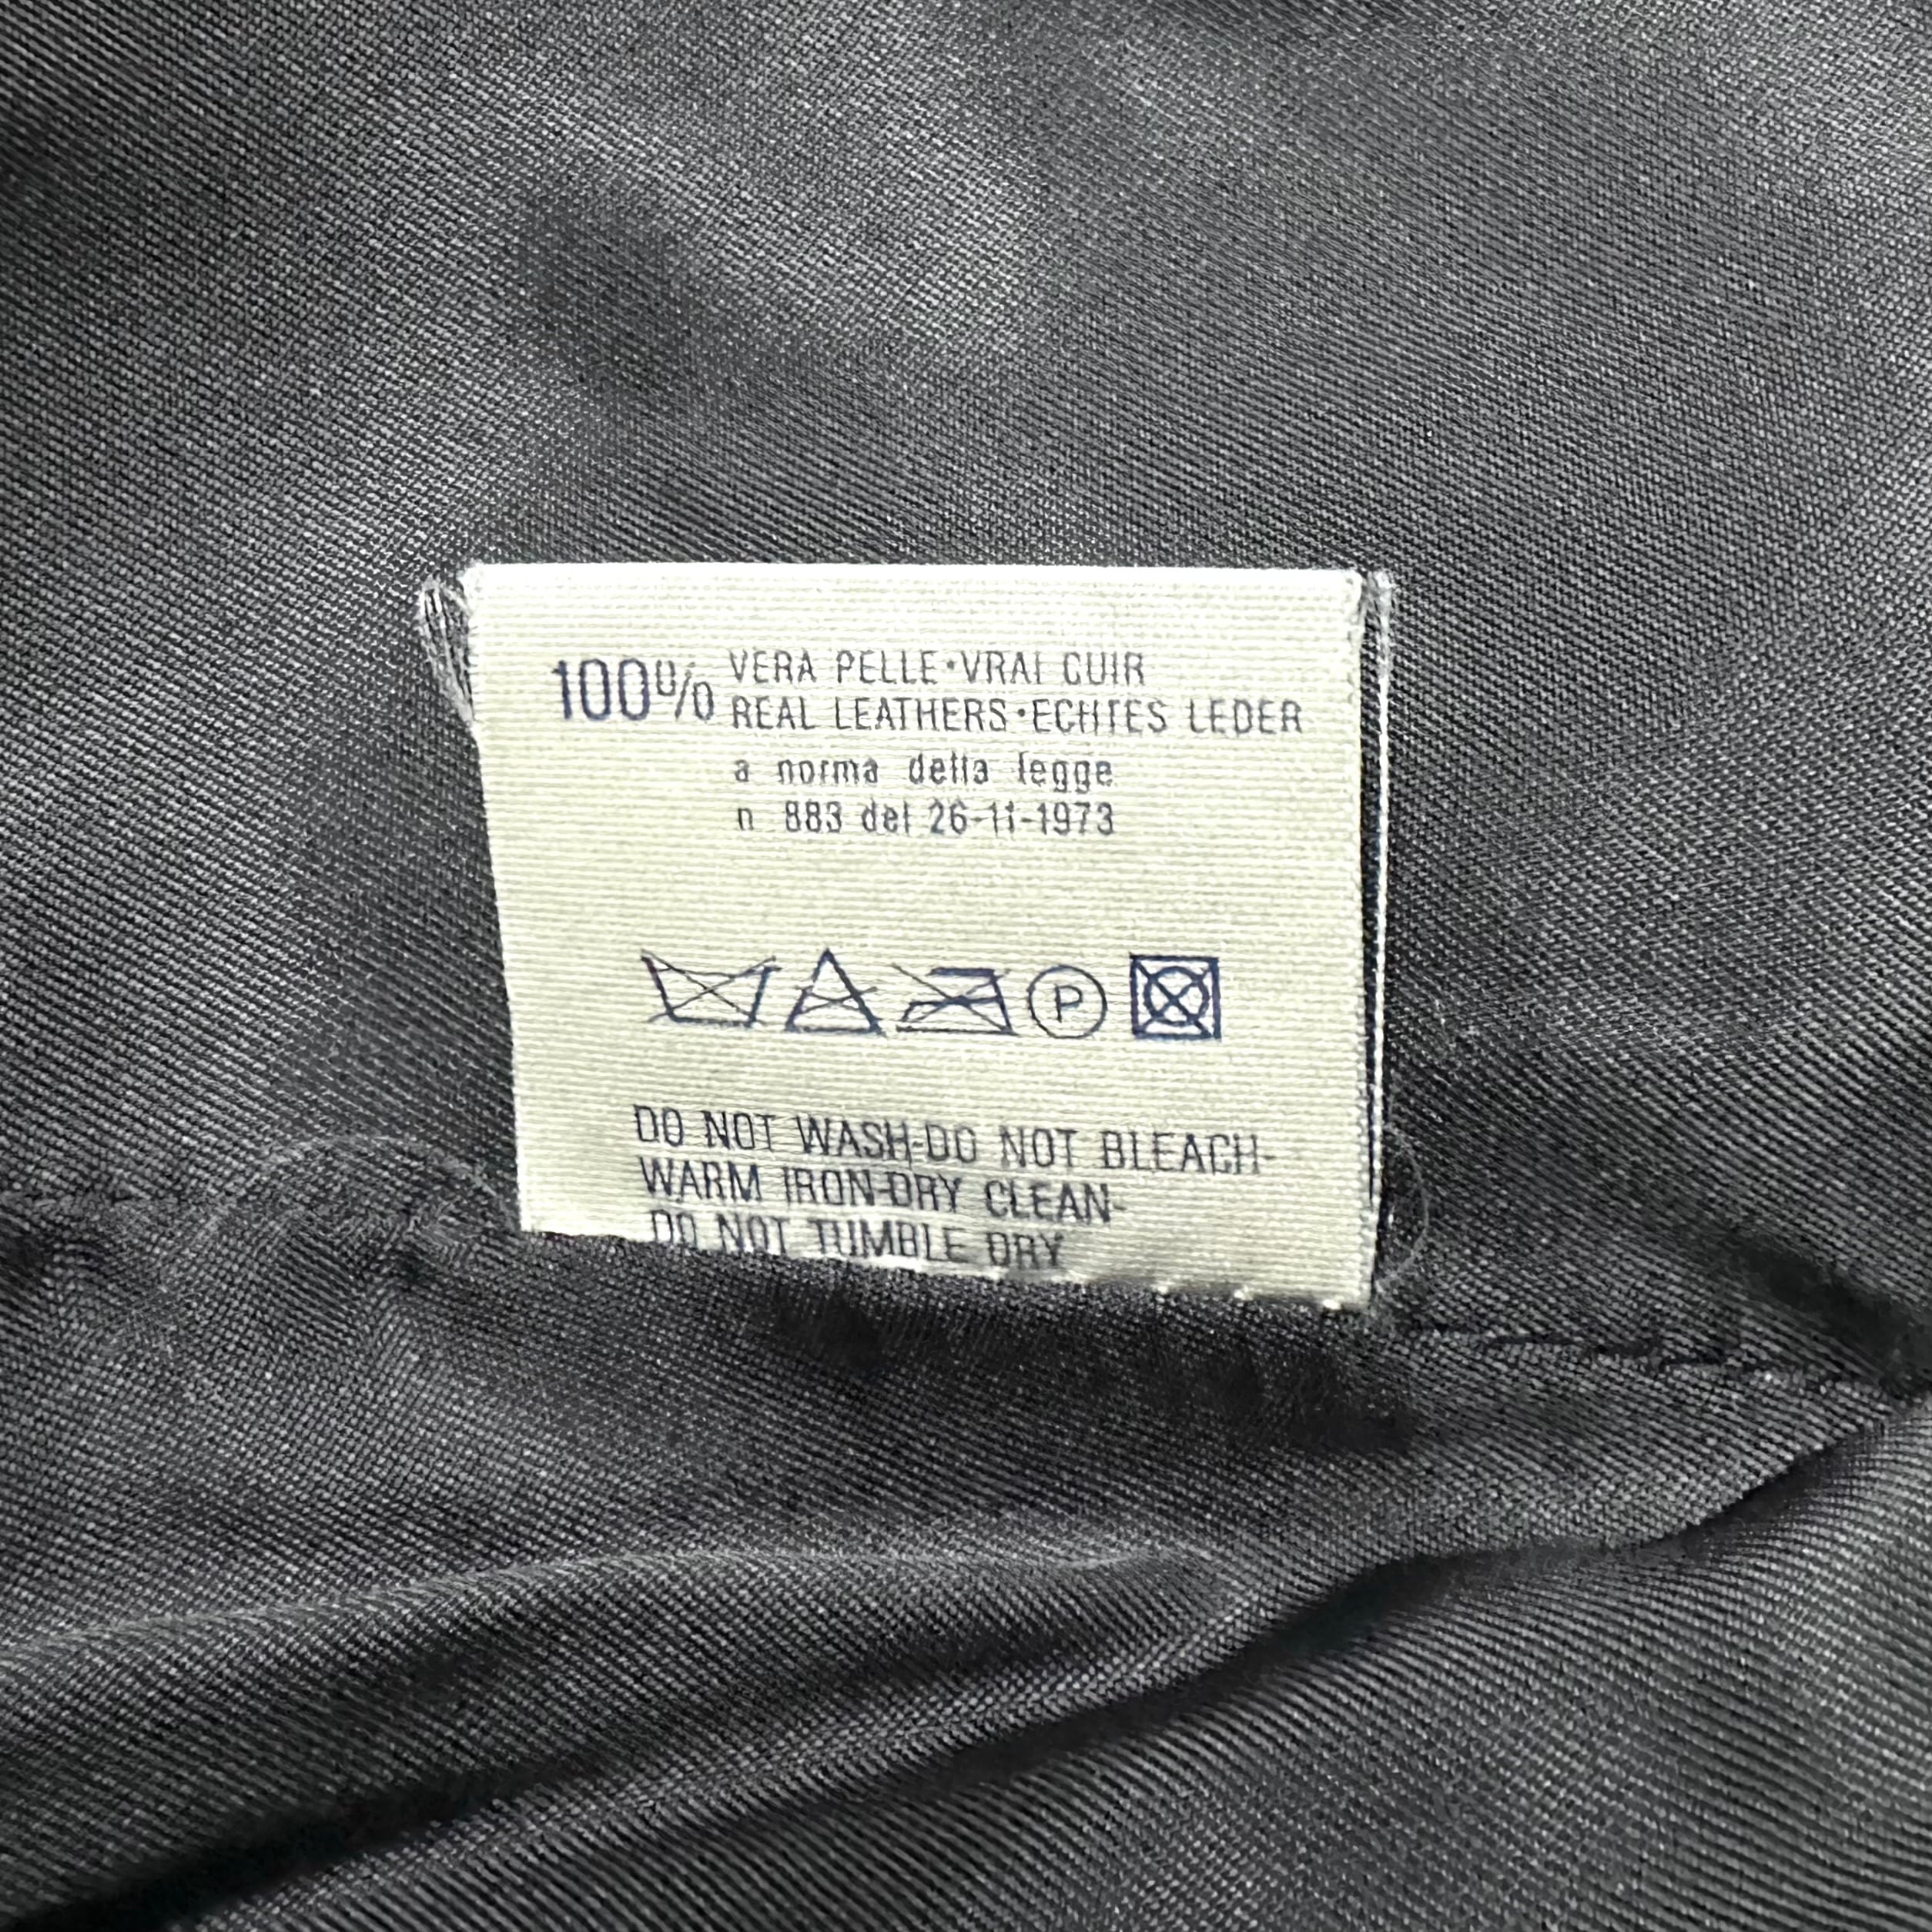 100% VERA PELLE·VRAI CUIR
REAL LEATHERS·ECHTES LEDER
a norma della legge
n 883 del 26-11-1973
P
DO NOT WASH-DO NOT BLEACH-
WARM IRON-DRY CLEAN-
DO NOT TUMBLE DRY